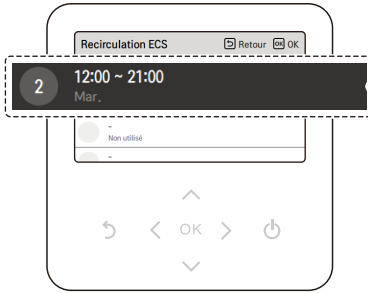 Recirculation ECS Retour OK OK
2 12:00 ~ 21:00
Mar.
-
Non utilisé
-
OK